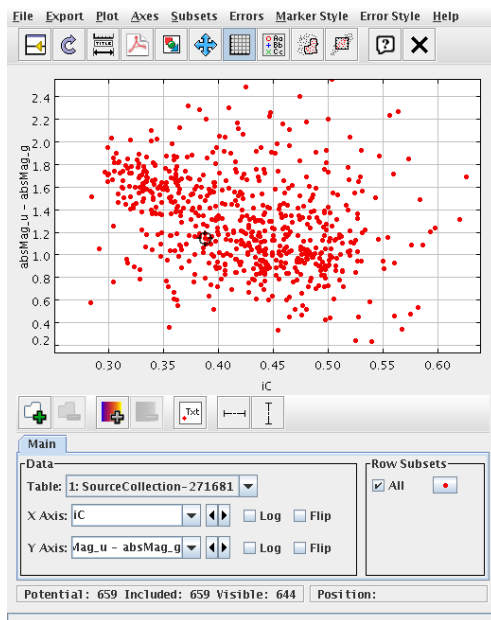 File Export Plot Axes Subsets Errors Marker Style Error Style Help
TITLE
Aa
Bb
Cc
2.4
2.2
2.0
1.8
1.6
1.4
1.2
1.0
0.8
0.6
0.4
0.2
absMag_u - absMag_g
0.30 0.35 0.40 0.45 0.50 0.55 0.60
iC
Txt
Main
Data
Row Subsets
Table: 1: SourceCollection-271681
All
X Axis: iC Log Flip
Y Axis: Mag_u - absMag_g Log Flip
Potential: 659 Included: 659 Visible: 644 Position: